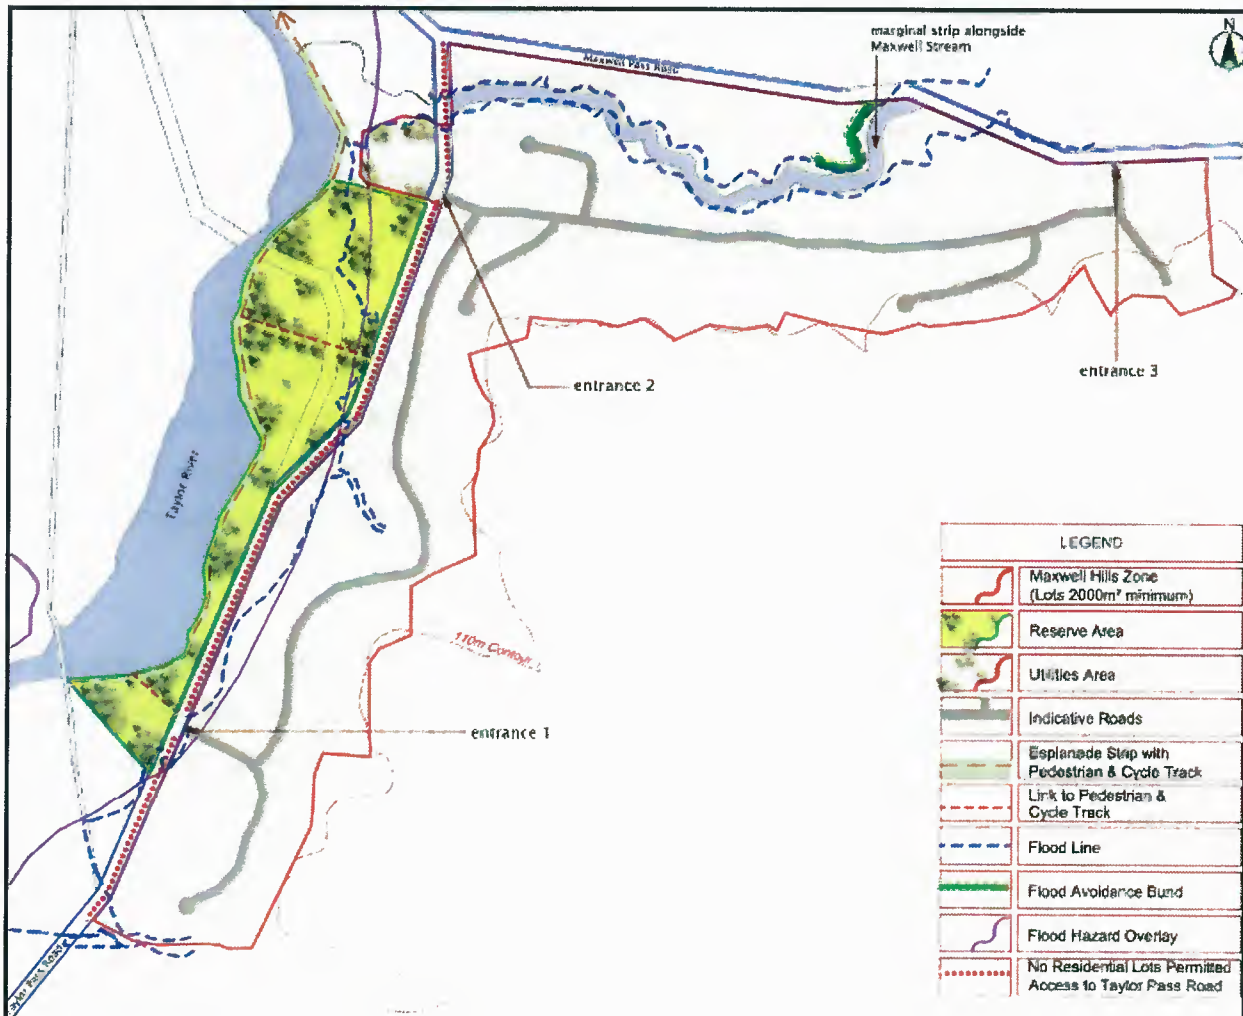 N
marginal strip alongside
Maxwell Stream
Maxwell Pass Road
entrance 2
entrance 3
Taylor River
110m Contour
entrance 1
Pass Road
LEGEND
Maxwell Hills Zone
(Lots 2000m² minimum)
Reserve Area
Utilities Area
Indicative Roads
Esplanade Strip with
Pedestrian & Cycle Track
Link to Pedestrian &
Cycle Track
Flood Line
Flood Avoidance Bund
Flood Hazard Overlay
No Residential Lots Permitted
Access to Taylor Pass Road